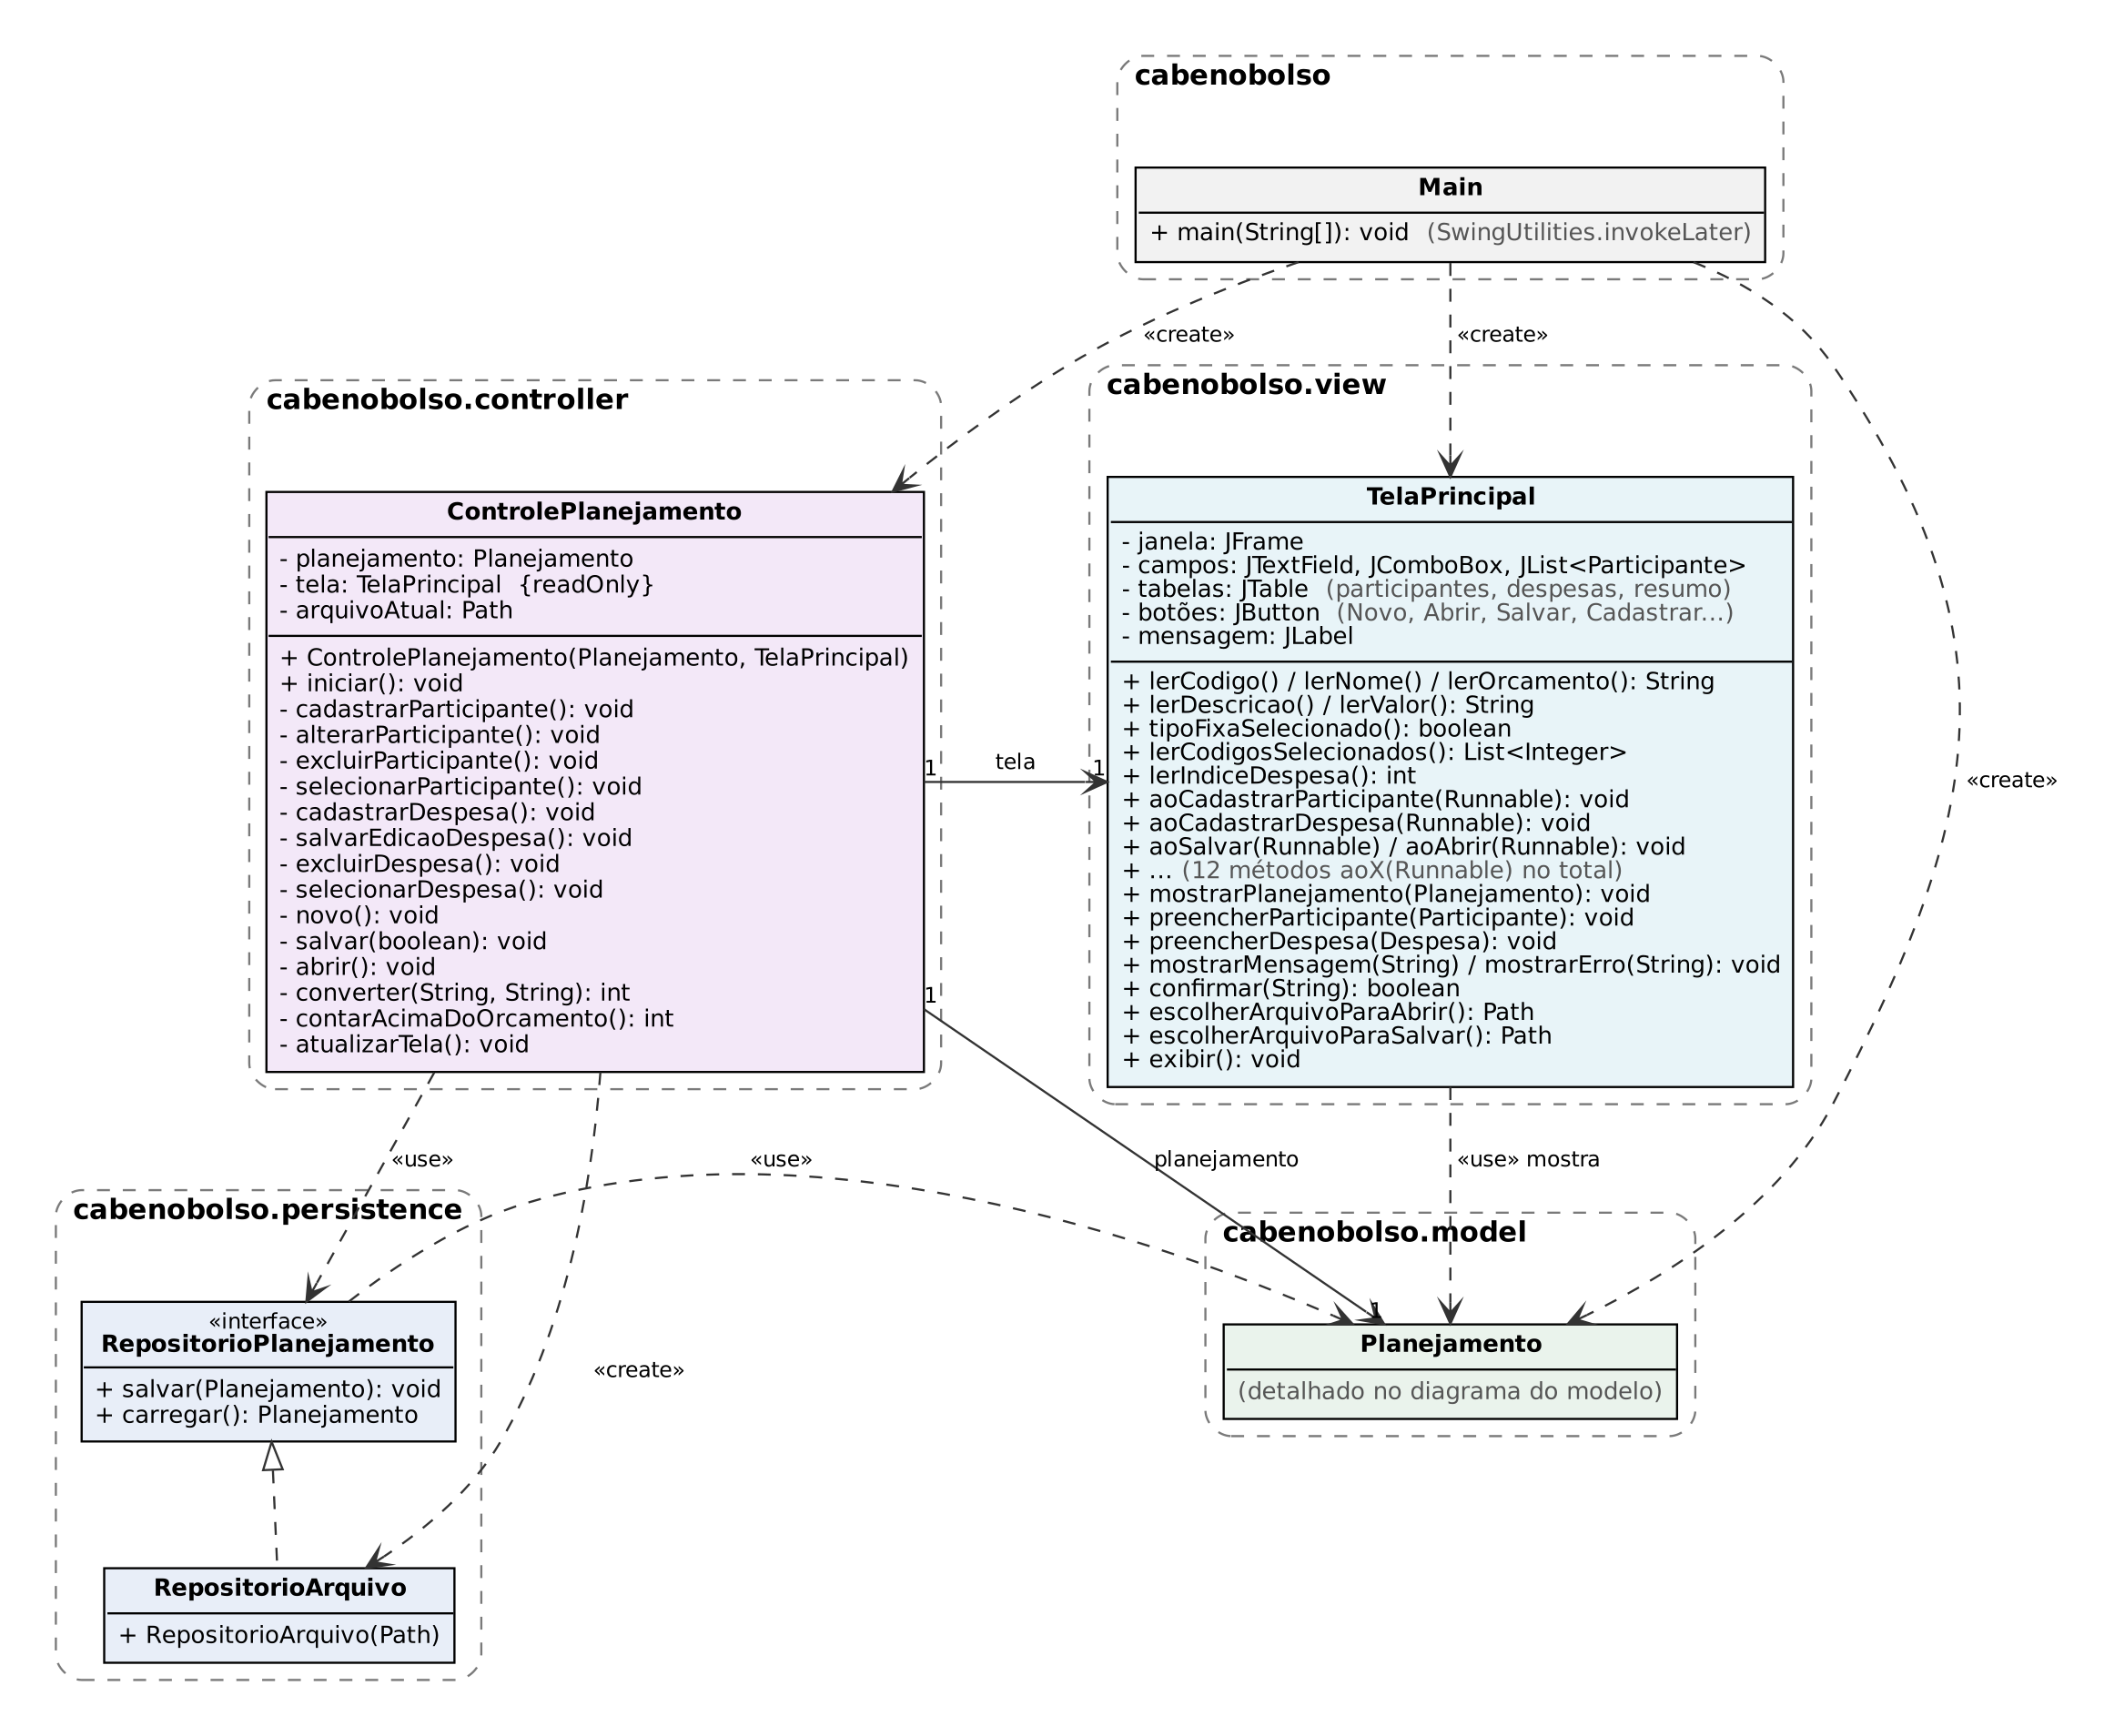 cabenobolso
Main
+ main(String[]): void (SwingUtilities.invokeLater)
«create»
«create»
«create»
cabenobolso.controller
ControlePlanejamento
- planejamento: Planejamento
- tela: TelaPrincipal {readOnly}
- arquivoAtual: Path
+ ControlePlanejamento(Planejamento, TelaPrincipal)
+ iniciar(): void
- cadastrarParticipante(): void
- alterarParticipante(): void
- excluirParticipante(): void
- selecionarParticipante(): void
- cadastrarDespesa(): void
- salvarEdicaoDespesa(): void
- excluirDespesa(): void
- selecionarDespesa(): void
- novo(): void
- salvar(boolean): void
- abrir(): void
- converter(String, String): int
- contarAcimaDoOrcamento(): int
- atualizarTela(): void
1
tela
1
1
cabenobolso.view
TelaPrincipal
- janela: JFrame
- campos: JTextField, JComboBox, JList<Participante>
- tabelas: JTable (participantes, despesas, resumo)
- botões: JButton (Novo, Abrir, Salvar, Cadastrar...)
- mensagem: JLabel
+ lerCodigo() / lerNome() / lerOrcamento(): String
+ lerDescricao() / lerValor(): String
+ tipoFixaSelecionado(): boolean
+ lerCodigosSelecionados(): List<Integer>
+ lerIndiceDespesa(): int
+ aoCadastrarParticipante(Runnable): void
+ aoCadastrarDespesa(Runnable): void
+ aoSalvar(Runnable) / aoAbrir(Runnable): void
+ ... (12 métodos aoX(Runnable) no total)
+ mostrarPlanejamento(Planejamento): void
+ preencherParticipante(Participante): void
+ preencherDespesa(Despesa): void
+ mostrarMensagem(String) / mostrarErro(String): void
+ confirmar(String): boolean
+ escolherArquivoParaAbrir(): Path
+ escolherArquivoParaSalvar(): Path
+ exibir(): void
«use»
«use»
planejamento
«use» mostra
cabenobolso.persistence
«interface»
RepositorioPlanejamento
+ salvar(Planejamento): void
+ carregar(): Planejamento
«create»
RepositorioArquivo
+ RepositorioArquivo(Path)
cabenobolso.model
1
Planejamento
(detalhado no diagrama do modelo)